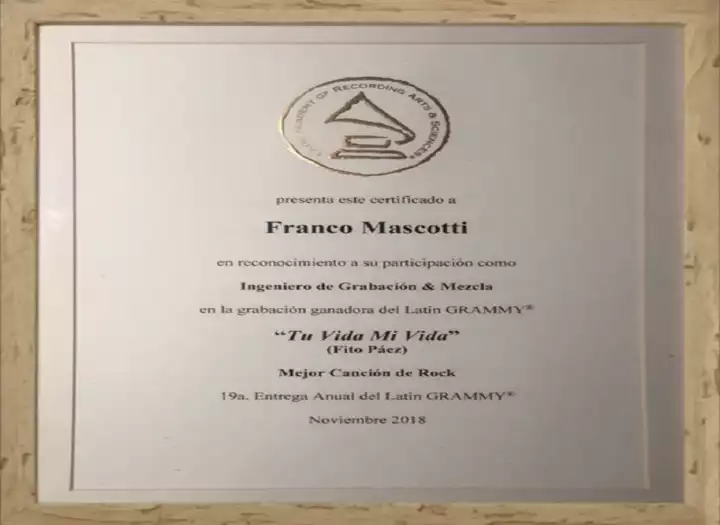 ACADEMY OF RECORDING ARTS & SCIENCES
presenta este certificado a
Franco Mascotti
en reconocimiento a su participación como
Ingeniero de Grabación & Mezcla
en la grabación ganadora del Latin GRAMMY®
“Tu Vida Mi Vida”
(Fito Páez)
Mejor Canción de Rock
19a. Entrega Anual del Latin GRAMMY®
Noviembre 2018